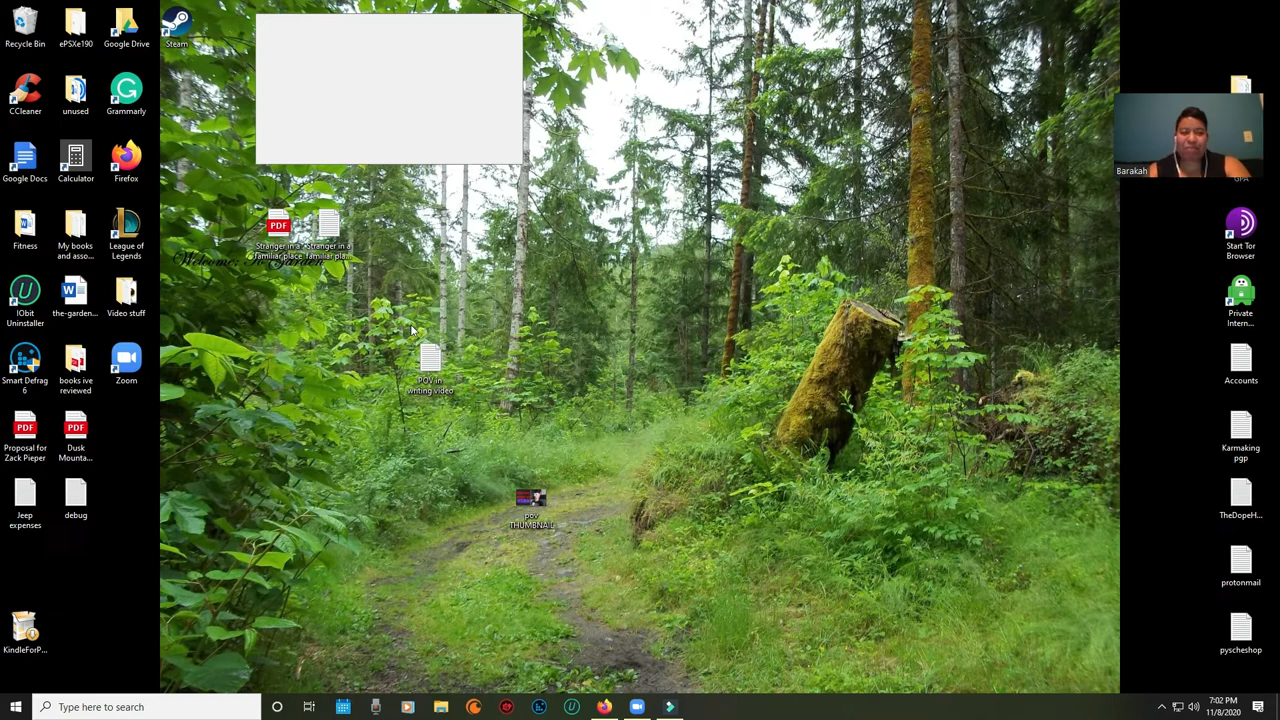 Recycle Bin
ePSXe190
Google Drive
Steam
CCleaner
unused
Grammarly
Google Docs
Calculator
Firefox
Fitness
My books and asso...
League of Legends
IObit Uninstaller
the-garden...
Video stuff
Smart Defrag 6
books ive reviewed
Zoom
Proposal for Zack Pieper
Dusk Mounta...
Jeep expenses
debug
KindleForP...
PDF
Stranger in a familiar place
Stranger in a familiar pla...
Welcome: To
POV in writing video
pov THUMBNAIL
Barakah
GPA
Start Tor Browser
Private Intern...
Accounts
Karmaking pgp
TheDopeH...
protonmail
pyscheshop
Type here to search
7:02 PM
11/8/2020